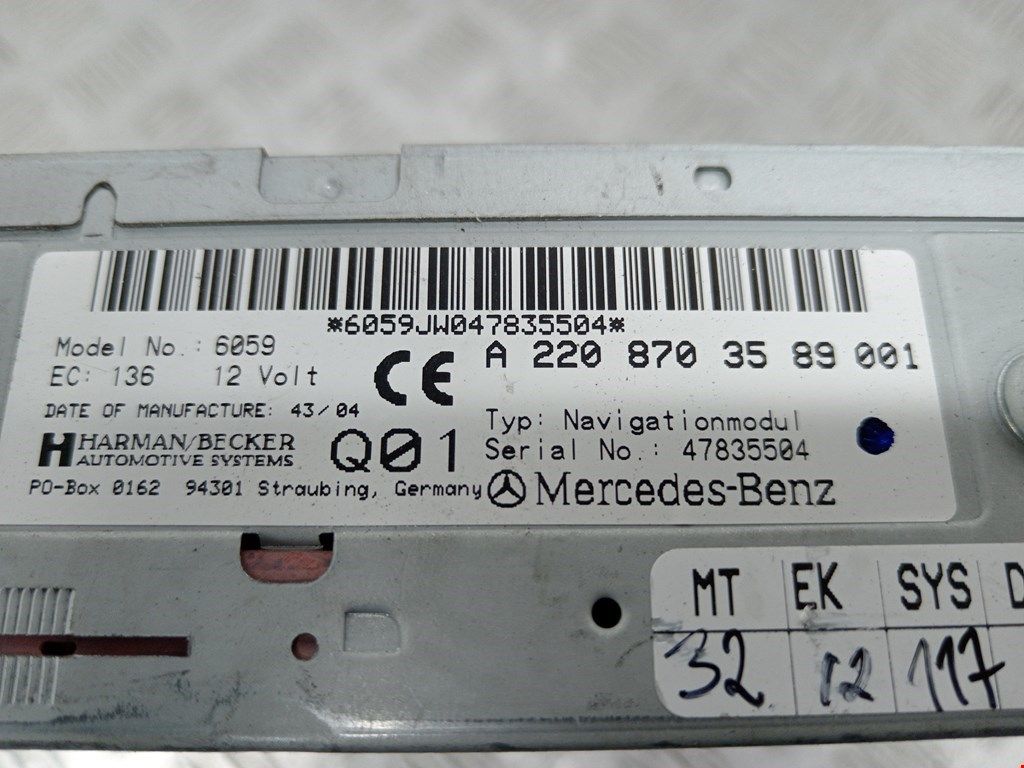 *6059JW047835504*
Model No.: 6059
EC: 136 12 Volt
CE
A 220 870 35 89 001
DATE OF MANUFACTURE: 43/04
HARMAN/BECKER
AUTOMOTIVE SYSTEMS
Q01
Typ: Navigationmodul
Serial No.: 47835504
PO-Box 0162 94301 Straubing, Germany
Mercedes-Benz
MT EK SYS D
32 12 117